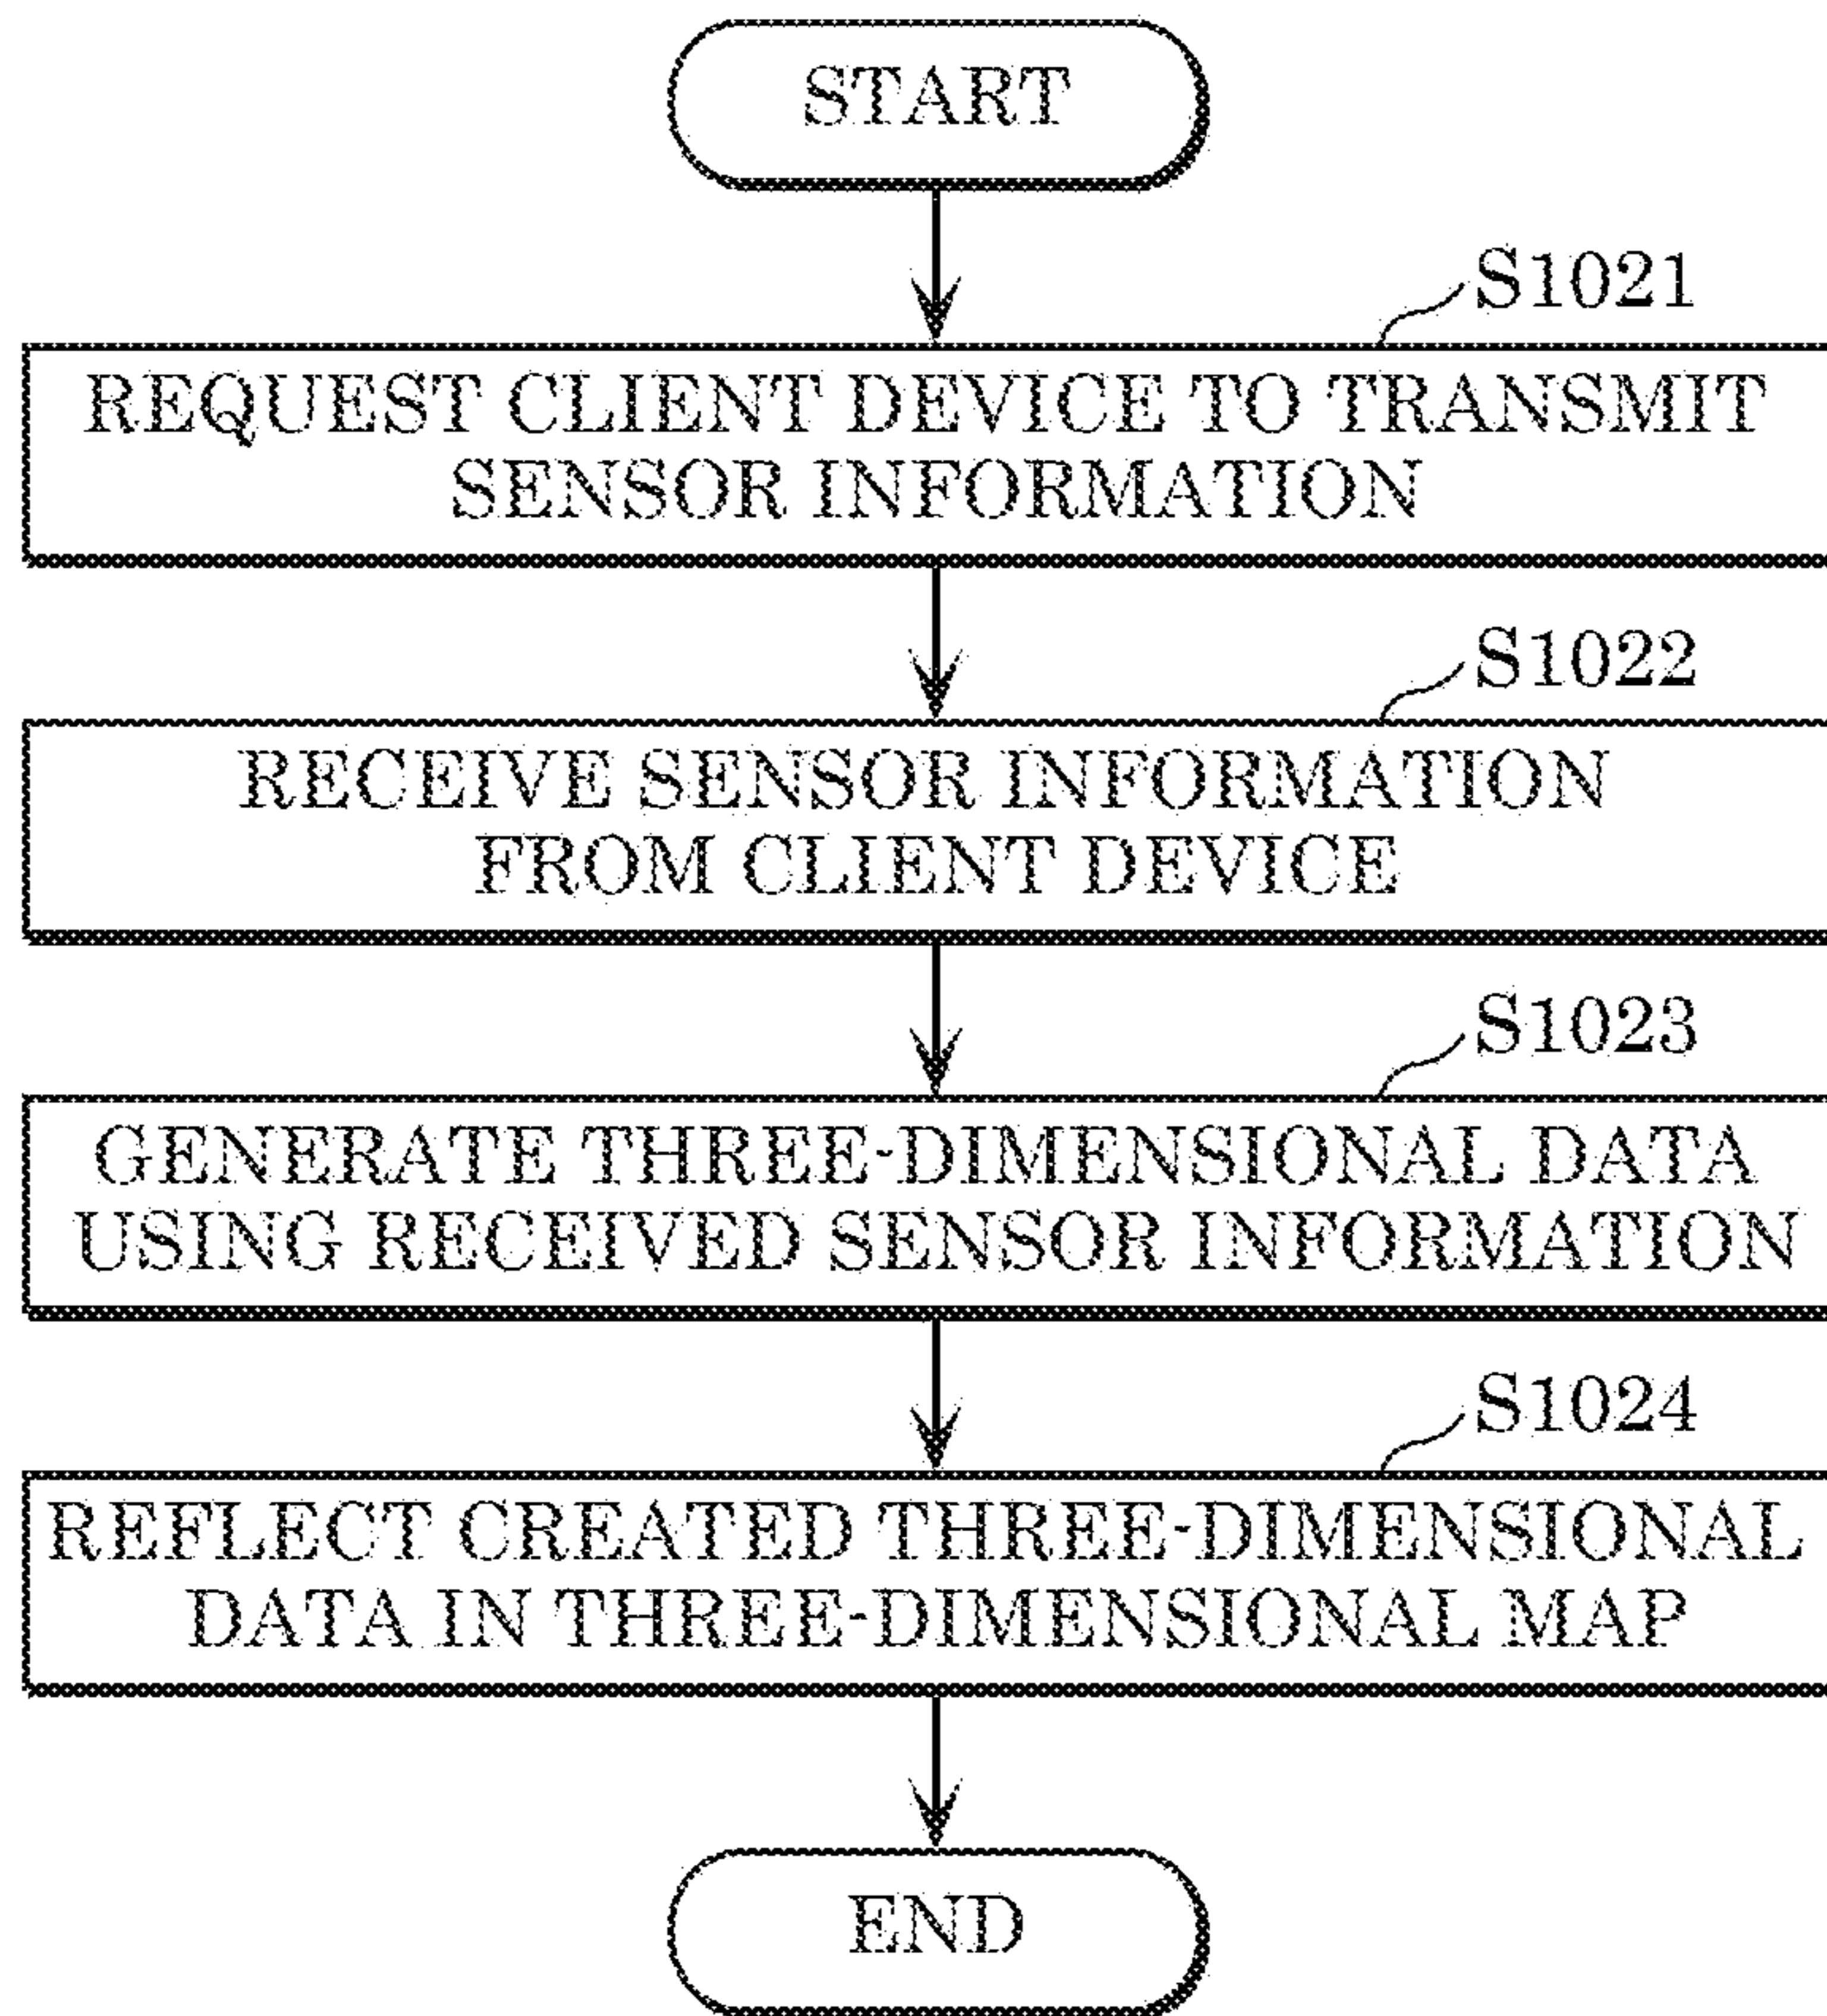 START
S1021
REQUEST CLIENT DEVICE TO TRANSMIT
SENSOR INFORMATION
S1022
RECEIVE SENSOR INFORMATION
FROM CLIENT DEVICE
S1023
GENERATE THREE-DIMENSIONAL DATA
USING RECEIVED SENSOR INFORMATION
S1024
REFLECT CREATED THREE-DIMENSIONAL
DATA IN THREE-DIMENSIONAL MAP
END